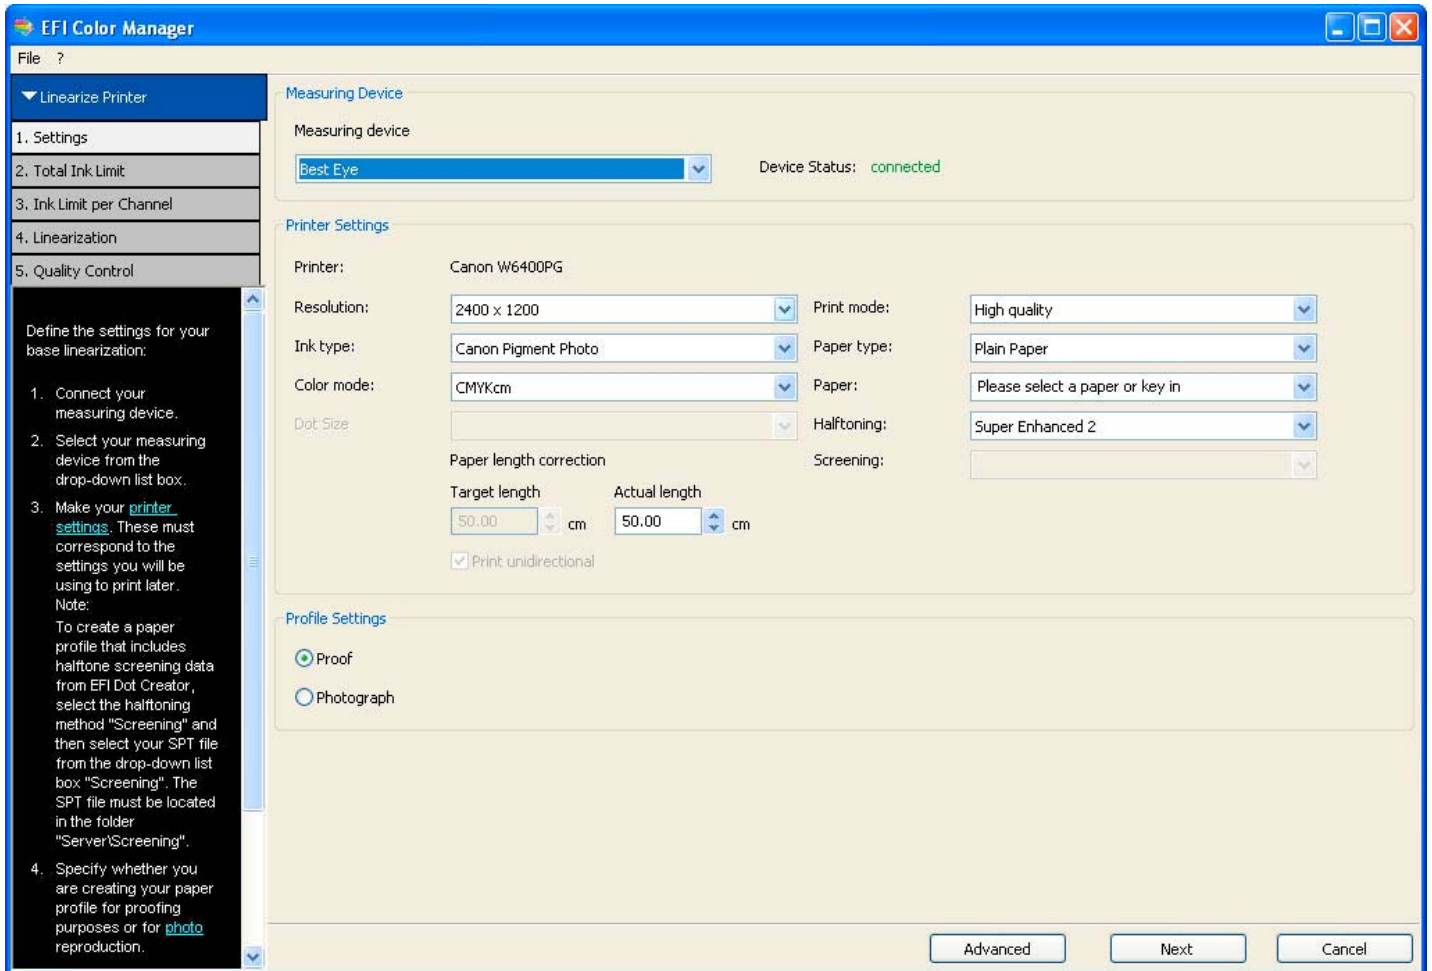 EFI Color Manager
File ?
Linearize Printer
1. Settings
2. Total Ink Limit
3. Ink Limit per Channel
4. Linearization
5. Quality Control
Define the settings for your
base linearization:
1. Connect your
measuring device.
2. Select your measuring
device from the
drop-down list box.
3. Make your printer
settings. These must
correspond to the
settings you will be
using to print later.
Note:
To create a paper
profile that includes
halftone screening data
from EFI Dot Creator,
select the halftoning
method "Screening" and
then select your SPT file
from the drop-down list
box "Screening". The
SPT file must be located
in the folder
"Server\Screening".
4. Specify whether you
are creating your paper
profile for proofing
purposes or for photo
reproduction.
Measuring Device
Measuring device
Best Eye
Device Status: connected
Printer Settings
Printer: Canon W6400PG
Resolution: 2400 x 1200 Print mode: High quality
Ink type: Canon Pigment Photo Paper type: Plain Paper
Color mode: CMYKcm Paper: Please select a paper or key in
Dot Size Halftoning: Super Enhanced 2
Paper length correction Screening:
Target length Actual length
50.00 cm 50.00 cm
Print unidirectional
Profile Settings
Proof
Photograph
Advanced Next Cancel